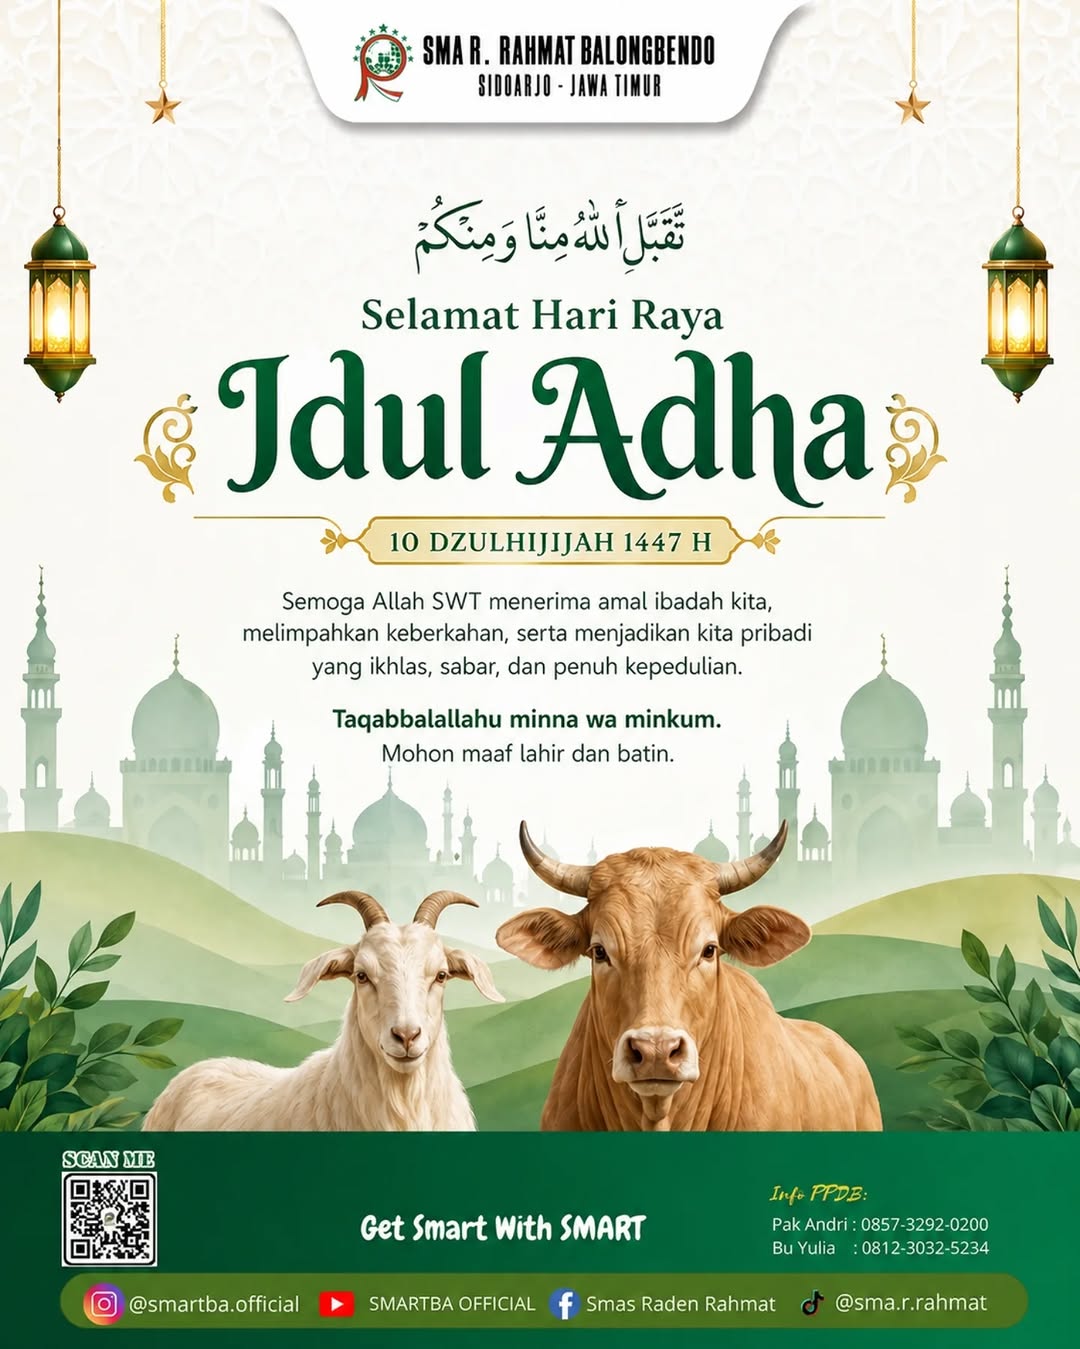 SMA R. RAHMAT BALONGBENDO
SIDOARJO - JAWA TIMUR
تَّقَبَّلَ أللهُ مِنَّا وَمِنْكُمْ
Selamat Hari Raya
Idul Adha
10 DZULHIJIJJAH 1447 H
Semoga Allah SWT menerima amal ibadah kita,
melimpahkan keberkahan, serta menjadikan kita pribadi
yang ikhlas, sabar, dan penuh kepedulian.
Taqabbalallahu minna wa minkum.
Mohon maaf lahir dan batin.
SCAN ME
Get Smart With SMART
Info PPDB:
Pak Andri : 0857-3292-0200
Bu Yulia : 0812-3032-5234
@smartba.official SMARTBA OFFICIAL Smas Raden Rahmat @sma.r.rahmat